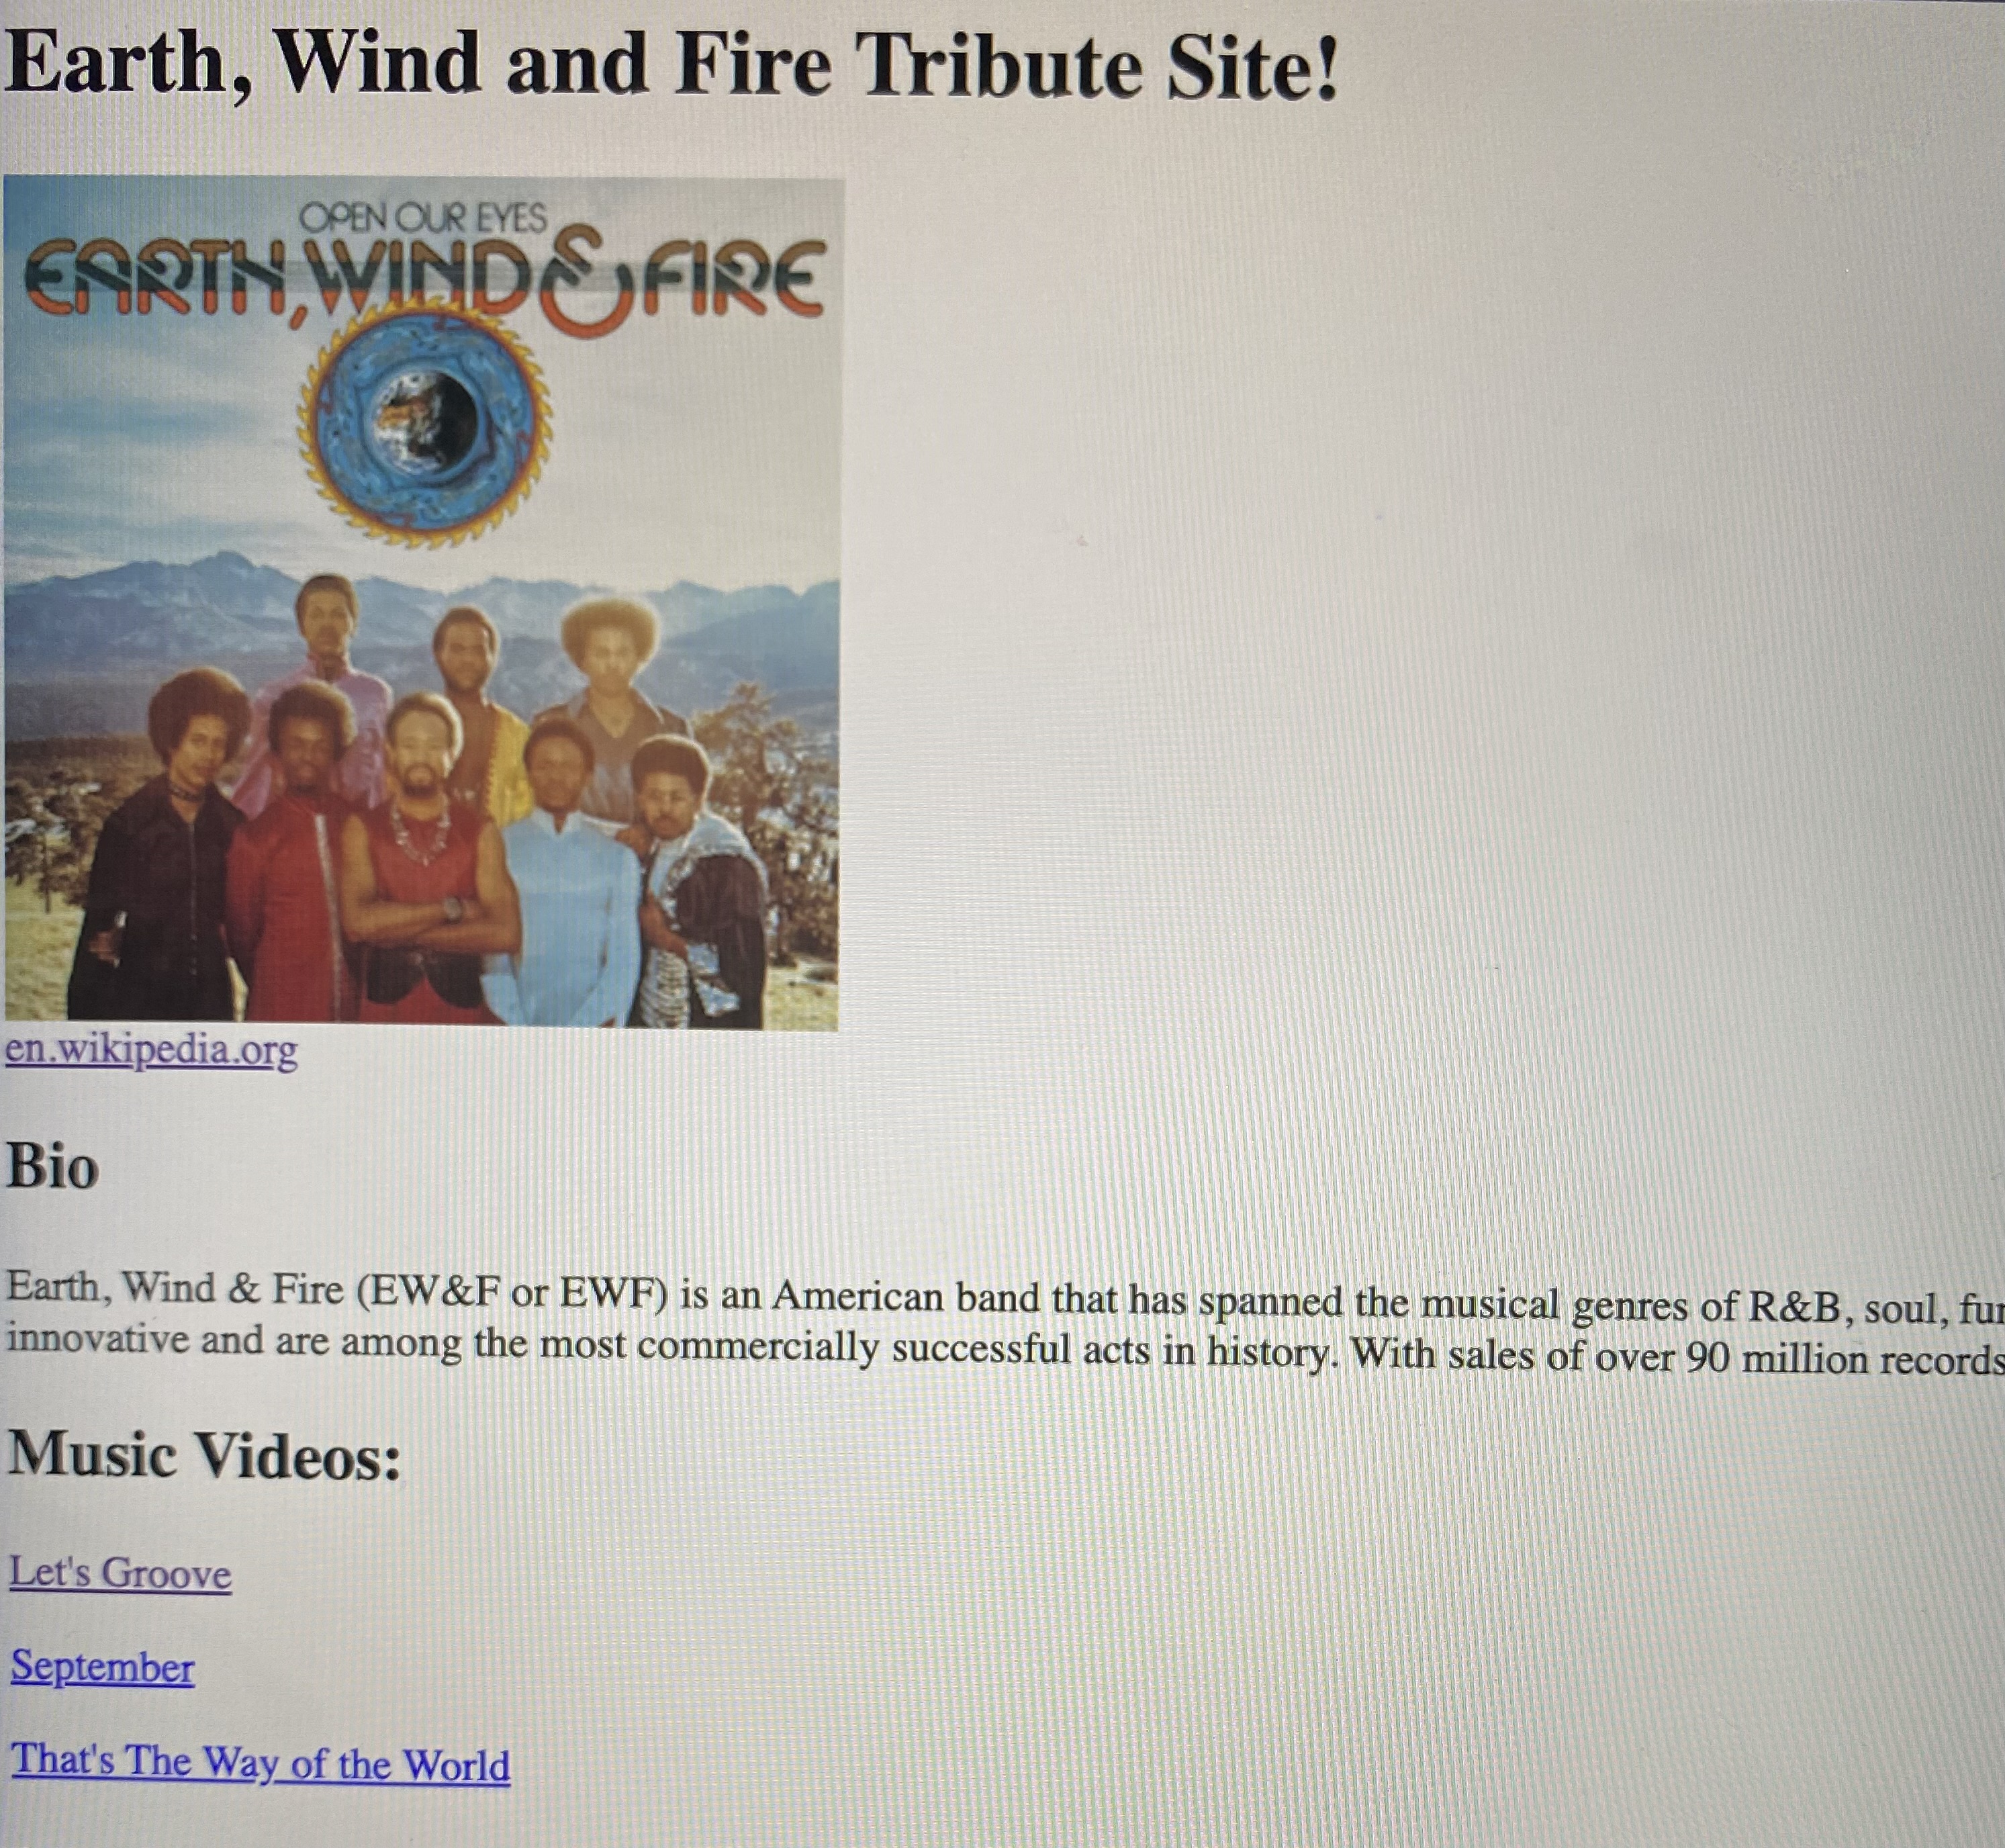 Earth, Wind and Fire Tribute Site!
OPEN OUR EYES
EARTH, WIND & FIRE
en.wikipedia.org
Bio
Earth, Wind & Fire (EW&F or EWF) is an American band that has spanned the musical genres of R&B, soul,
innovative and are among the most commercially successful acts in history. With sales of over 90 million records
Music Videos:
Let's Groove
September
That's The Way of the World